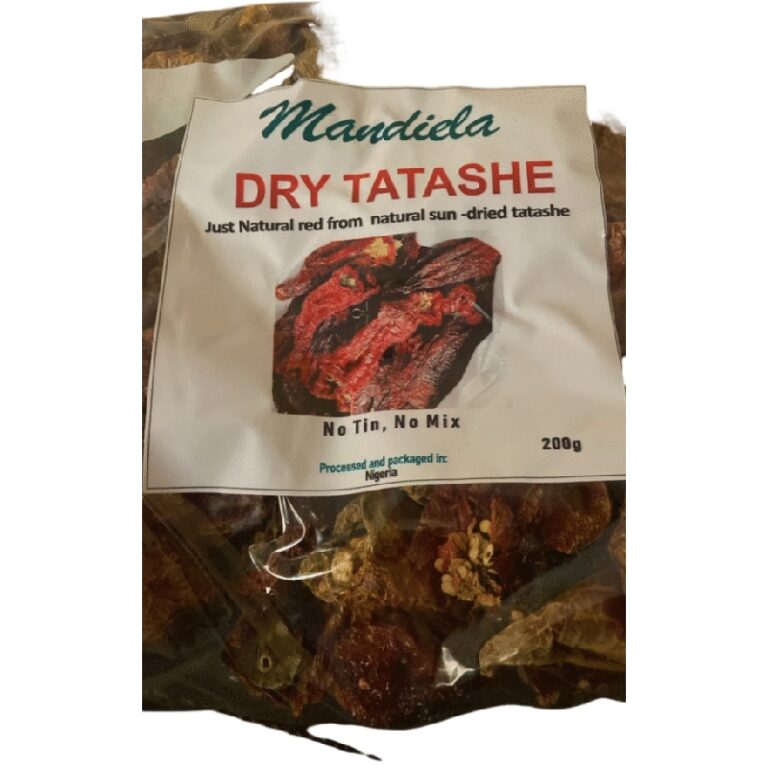 Mandiela
DRY TATASHE
Just Natural red from natural sun -dried tatashe
No Tin, No Mix
200g
Processed and packaged in:
Nigeria